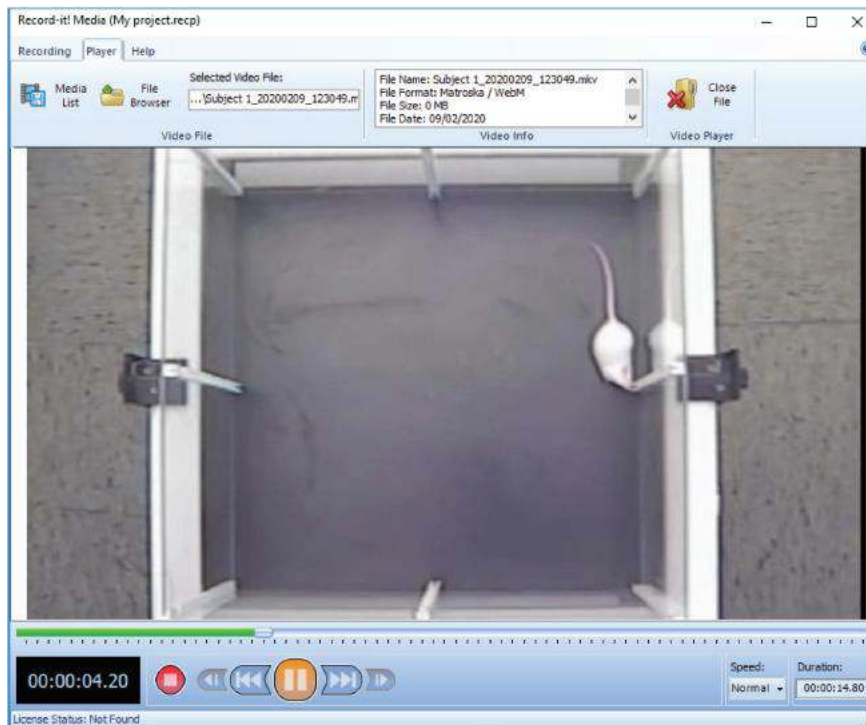 Record-it! Media (My project.recp)
Recording Player Help
Media List
File Browser
Selected Video File:
...\Subject 1_20200209_123049.m
Video File
File Name: Subject 1_20200209_123049.mkv
File Format: Matroska / WebM
File Size: 0 MB
File Date: 09/02/2020
Video Info
Close File
Video Player
00:00:04.20
Speed:
Normal
Duration:
00:00:14.80
License Status: Not Found